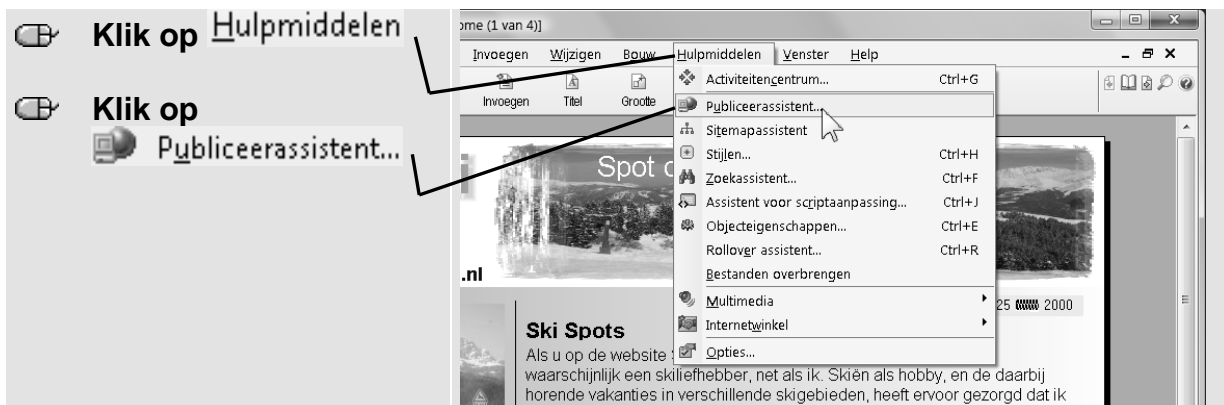 Klik op Hulpmiddelen
Klik op
Publiceerassistent...
ome (1 van 4)]
Invoegen Wijzigen Bouw Hulpmiddelen Venster Help
Invoegen Titel Grootte
Activiteitencentrum... Ctrl+G
Publiceerassistent...
Sitemapassistent
Stijlen... Ctrl+H
Zoekassistent... Ctrl+F
Assistent voor scriptaanpassing... Ctrl+J
Objecteigenschappen... Ctrl+E
Rollover assistent... Ctrl+R
Bestanden overbrengen
Multimedia
Internetwinkel
Opties...
Spot
.nl
25 2000
Ski Spots
Als u op de website
waarschijnlijk een skiliefhebber, net als ik. Skiën als hobby, en de daarbij
horende vakanties in verschillende skigebieden, heeft ervoor gezorgd dat ik